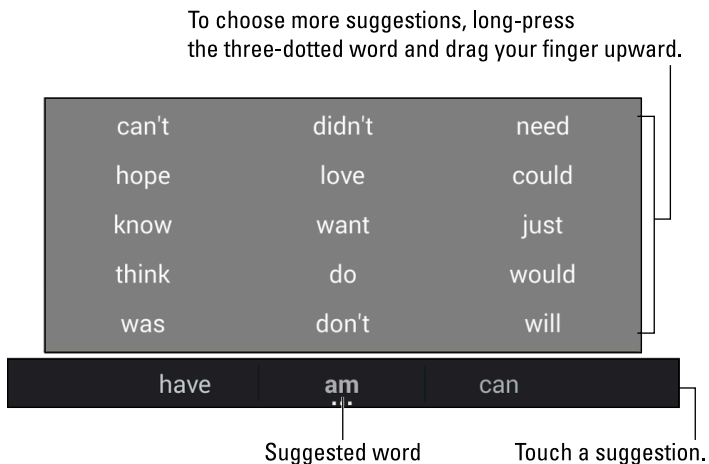 To choose more suggestions, long-press
the three-dotted word and drag your finger upward.
can't didn't need
hope love could
know want just
think do would
was don't will
have am can
Suggested word Touch a suggestion.